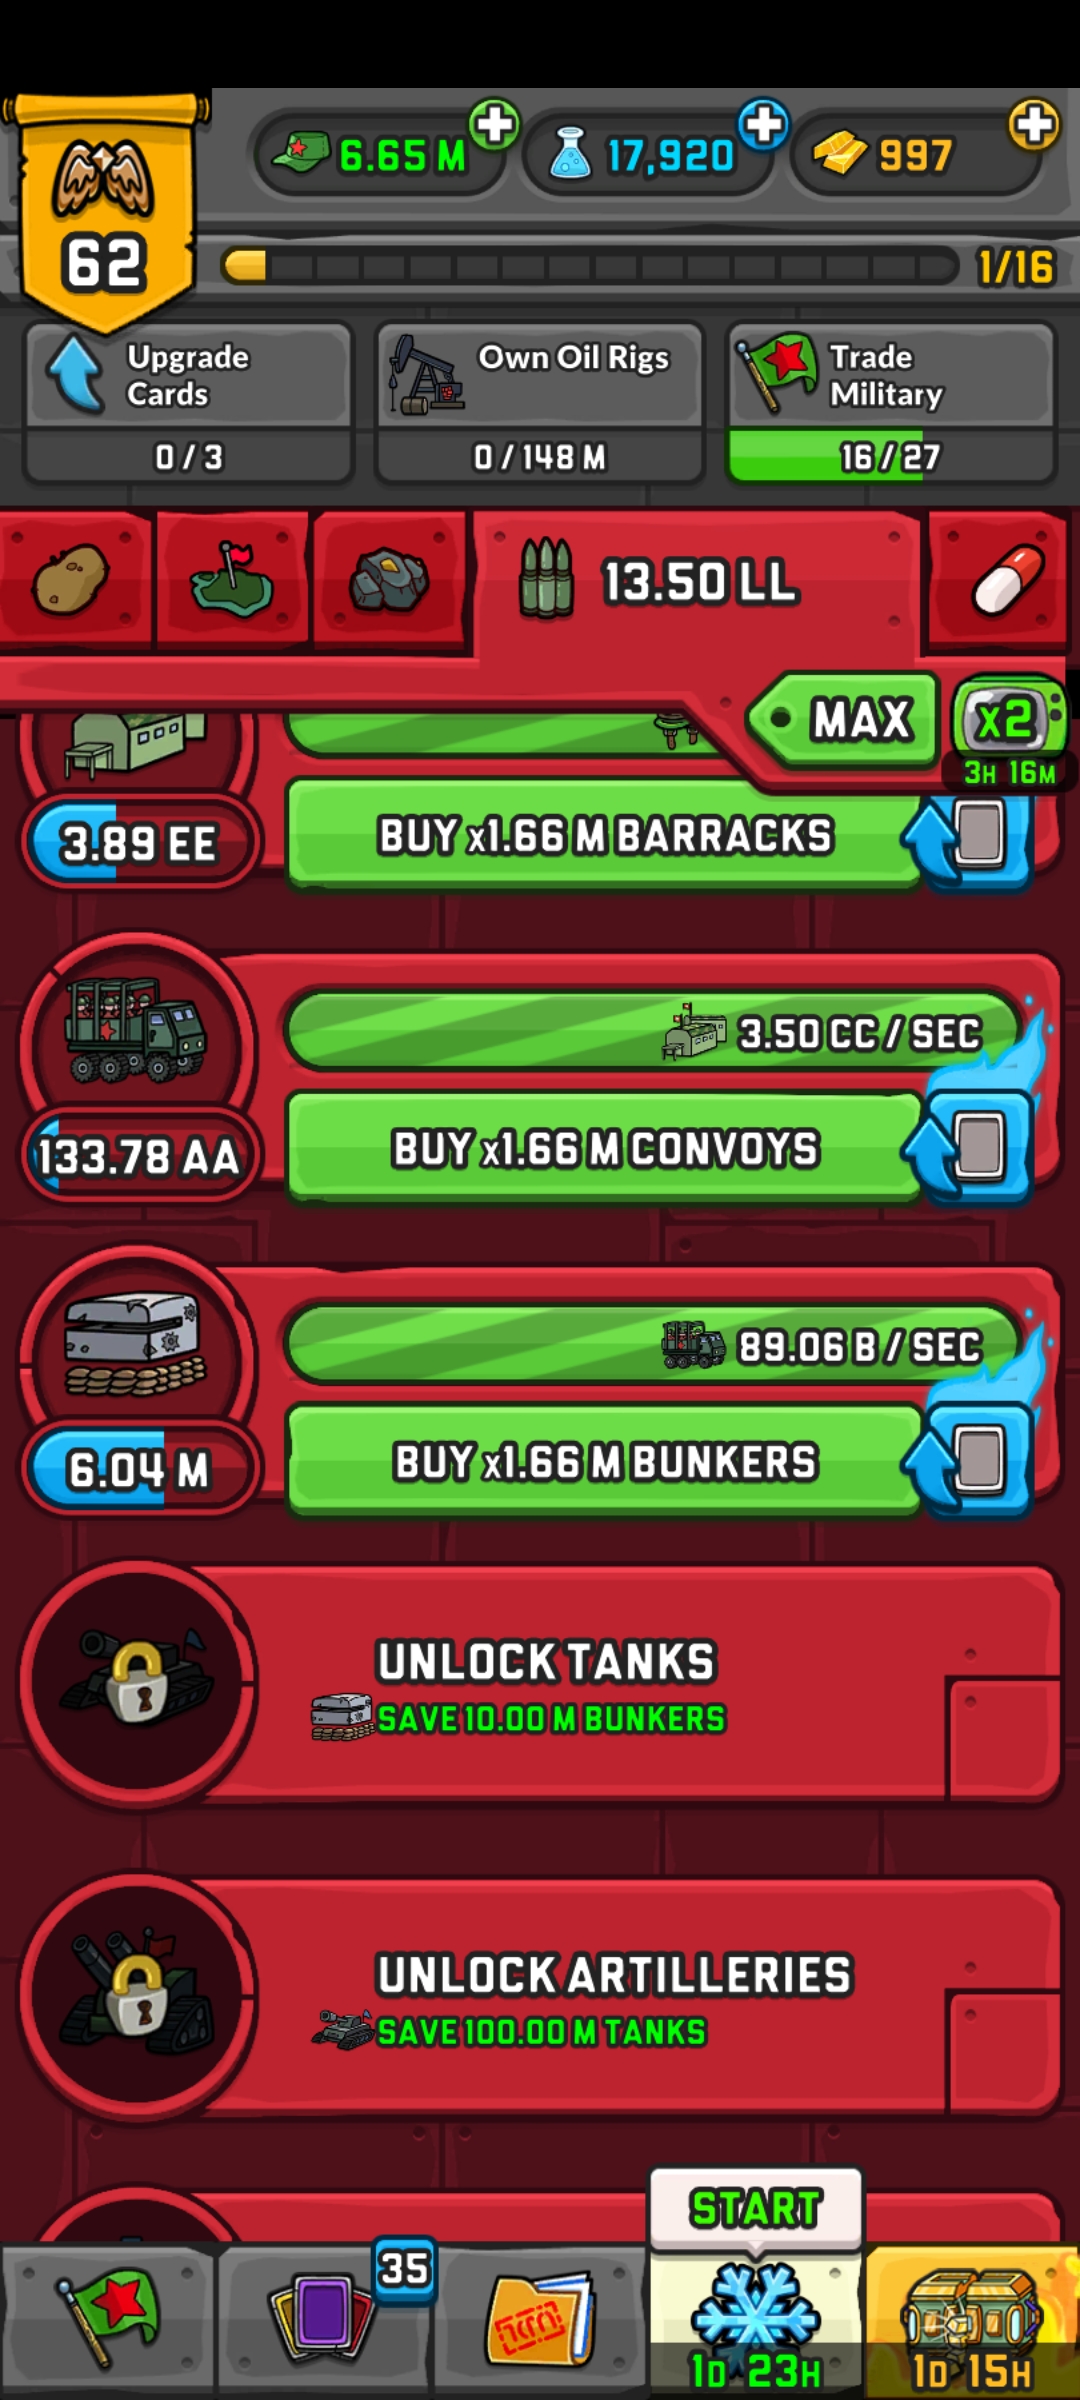 6.65 M
17,920
997
62
1/16
Upgrade
Cards
0 / 3
Own Oil Rigs
0 / 148 M
Trade
Military
16 / 27
13.50 LL
MAX
x2
3H 16M
3.89 EE
BUY x1.66 M BARRACKS
3.50 CC / SEC
133.78 AA
BUY x1.66 M CONVOYS
89.06 B / SEC
6.04 M
BUY x1.66 M BUNKERS
UNLOCK TANKS
SAVE 10.00 M BUNKERS
UNLOCK ARTILLERIES
SAVE 100.00 M TANKS
START
35
1D 23H
1D 15H